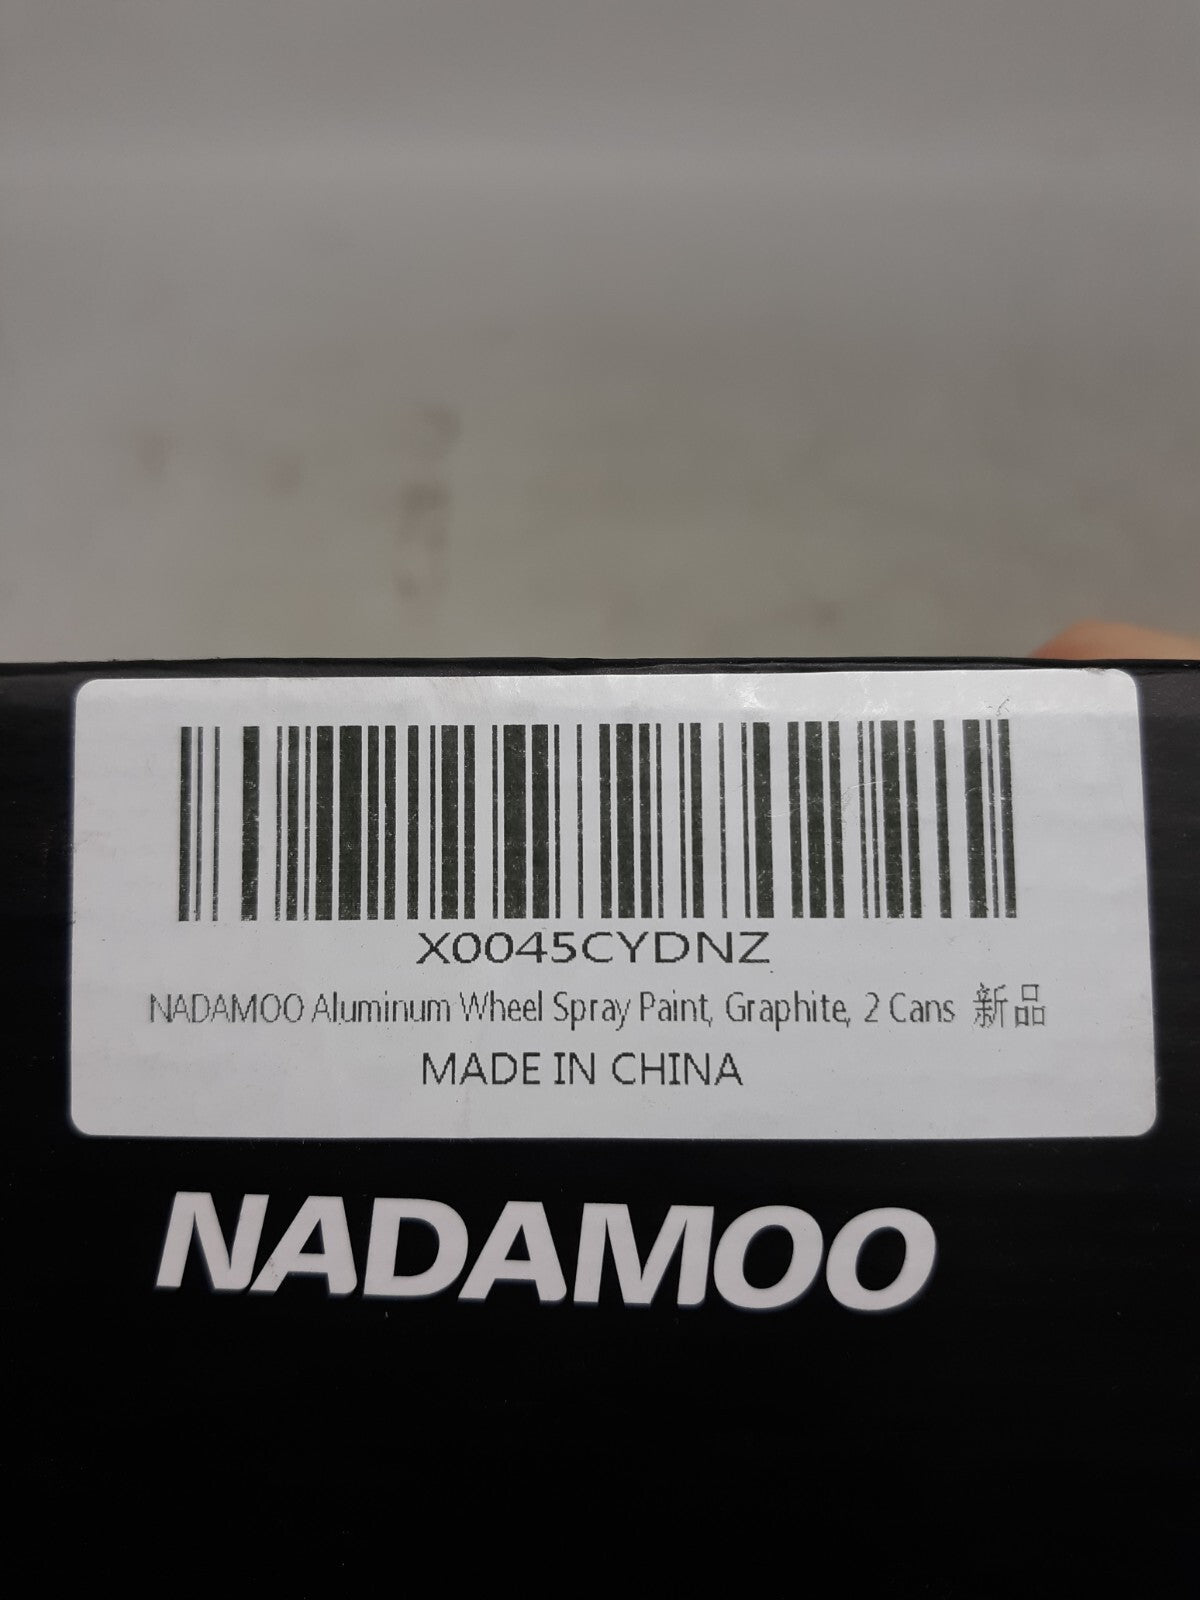 X0045CYDNZ
NADAMOO Aluminum Wheel Spray Paint, Graphite, 2 Cans 新品
MADE IN CHINA
NADAMOO